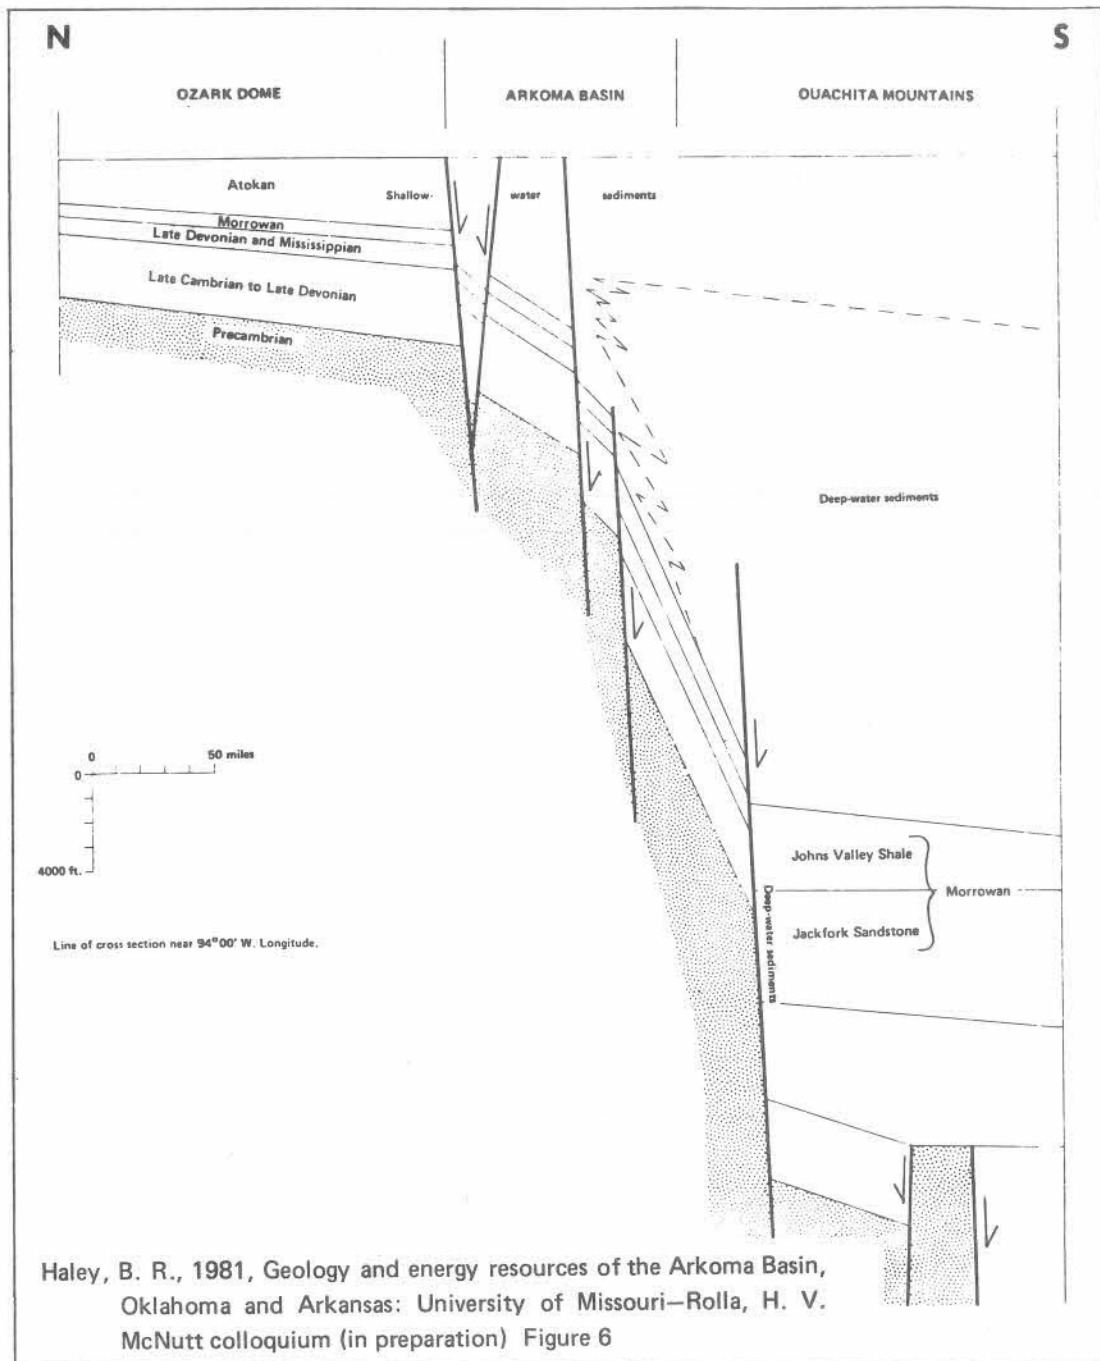 N
S
OZARK DOME
ARKOMA BASIN
OUACHITA MOUNTAINS
Atokan
Shallow-
water
sediments
Morrowan
Late Devonian and Mississippian
Late Cambrian to Late Devonian
Precambrian
Deep-water sediments
0
50 miles
0
4000 ft.
Johns Valley Shale
Morrowan
Jackfork Sandstone
Deep-water sediments
Line of cross section near 94°00' W. Longitude.
Haley, B. R., 1981, Geology and energy resources of the Arkoma Basin,
Oklahoma and Arkansas: University of Missouri—Rolla, H. V.
McNutt colloquium (in preparation) Figure 6